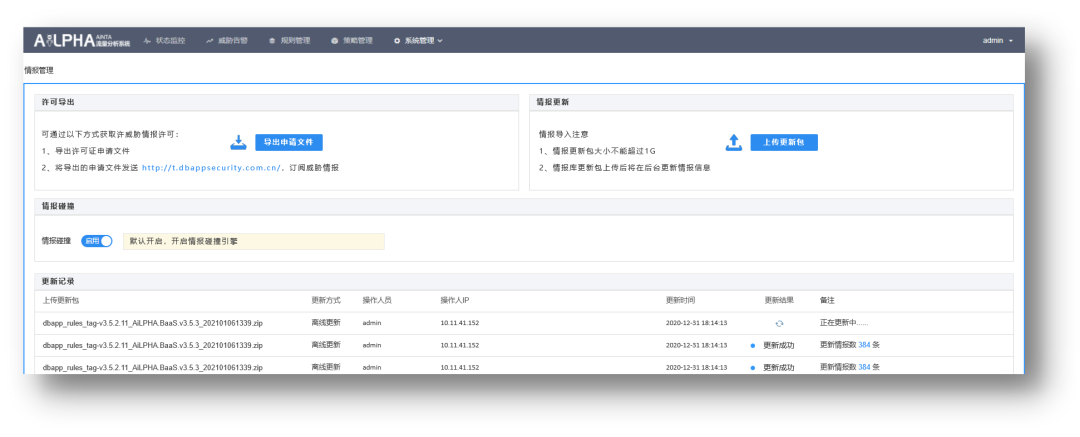 AiLPHA AiNTA 流量分析系统 状态监控 威胁告警 规则管理 策略管理 系统管理 admin
情报管理
许可导出
可通过以下方式获取许威胁情报许可：
1、导出许可证申请文件
2、将导出的申请文件发送 http://t.dbappsecurity.com.cn/，订阅威胁情报
导出申请文件
情报更新
情报导入注意
1、情报更新包大小不能超过1G
2、情报库更新包上传后将在后台更新情报信息
上传更新包
情报碰撞
情报碰撞 启用 默认开启，开启情报碰撞引擎
更新记录
上传更新包 更新方式 操作人员 操作人IP 更新时间 更新结果 备注
dbapp_rules_tag-v3.5.2.11_AiLPHA.BaaS.v3.5.3_202101061339.zip 离线更新 admin 10.11.41.152 2020-12-31 18:14:13 正在更新中......
dbapp_rules_tag-v3.5.2.11_AiLPHA.BaaS.v3.5.3_202101061339.zip 离线更新 admin 10.11.41.152 2020-12-31 18:14:13 更新成功 更新情报数 384 条
dbapp_rules_tag-v3.5.2.11_AiLPHA.BaaS.v3.5.3_202101061339.zip 离线更新 admin 10.11.41.152 2020-12-31 18:14:13 更新成功 更新情报数 384 条